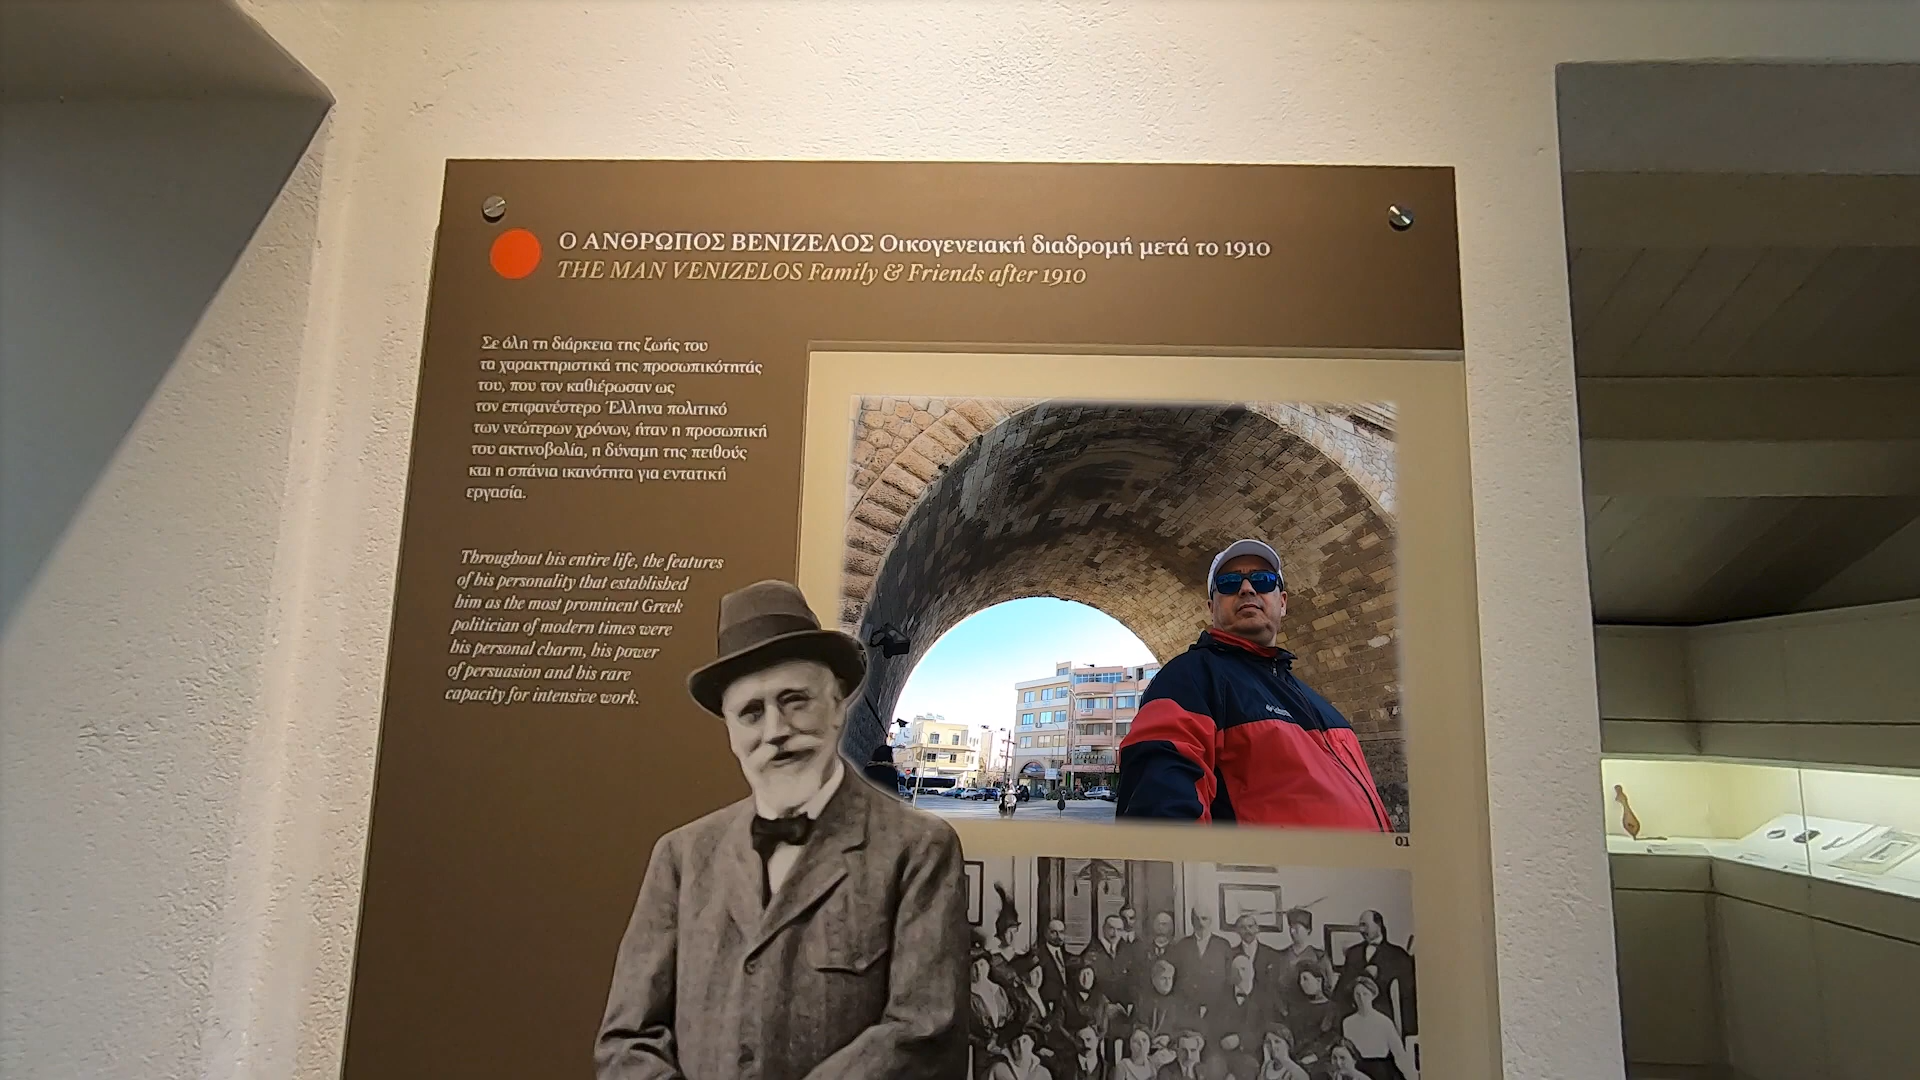 Ο ΑΝΘΡΩΠΟΣ ΒΕΝΙΖΕΛΟΣ Οικογενειακή διαδρομή μετά το 1910
THE MAN VENIZELOS Family & Friends after 1910
Σε όλη τη διάρκεια της ζωής του
τα χαρακτηριστικά της προσωπικότητάς
του, που τον καθιέρωσαν ως
τον επιφανέστερο Έλληνα πολιτικό
των νεώτερων χρόνων, ήταν η προσωπική
του ακτινοβολία, η δύναμη της πειθούς
και η σπάνια ικανότητα για εντατική
εργασία.
Throughout his entire life, the features
of his personality that established
him as the most prominent Greek
politician of modern times were
his personal charm, his power
of persuasion and his rare
capacity for intensive work.
01